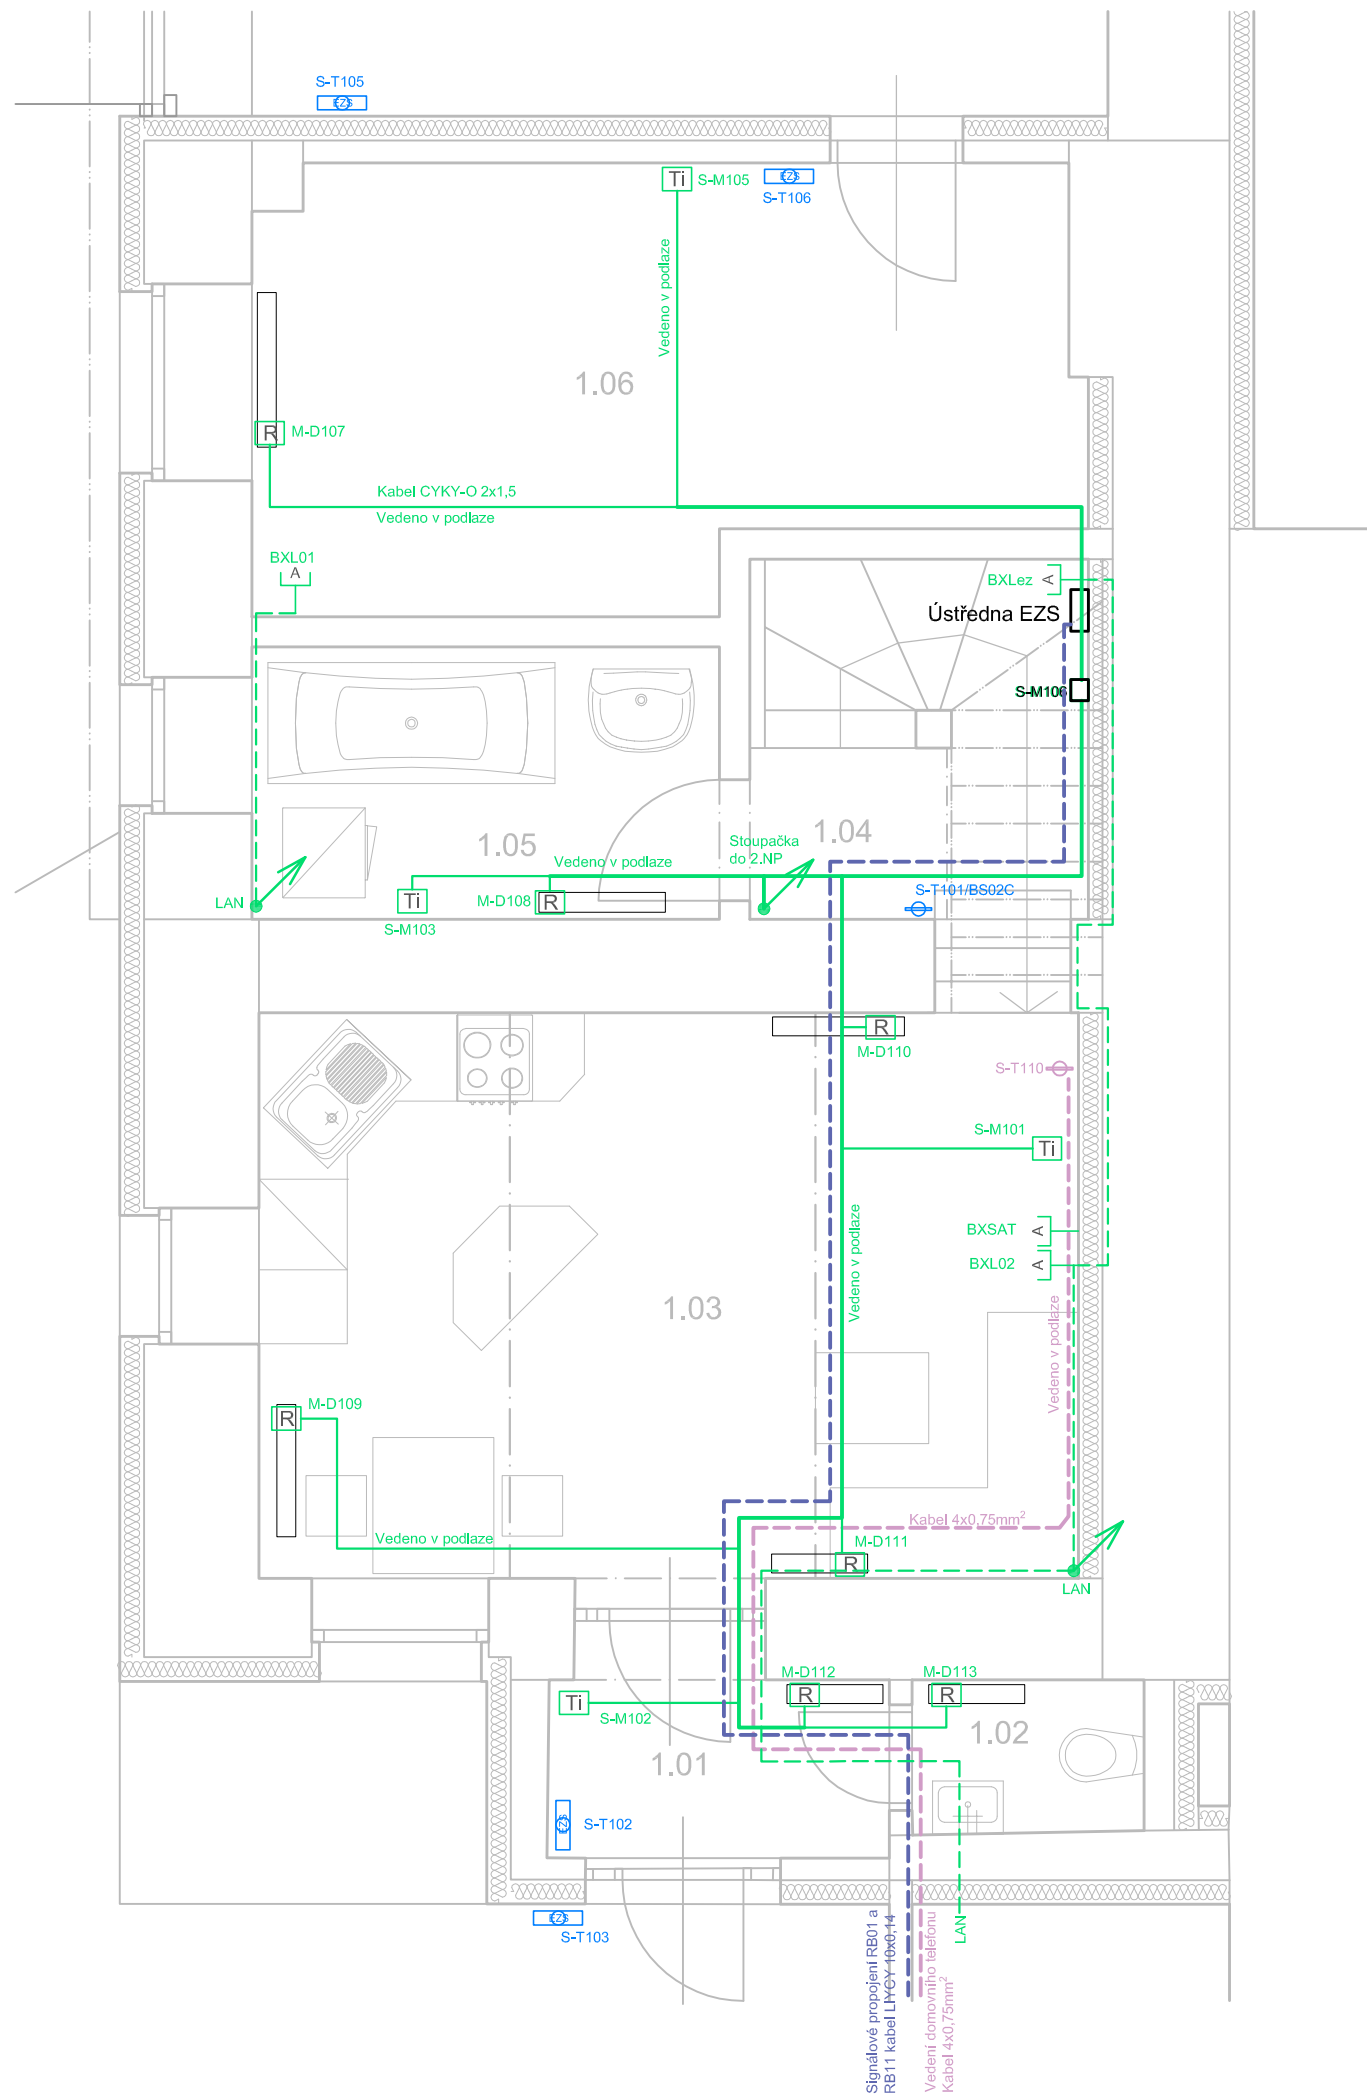 S-T105
EZS
Ti
S-M105
EZS
S-T106
Vedeno v podlaze
1.06
R
M-D107
Kabel CYKY-O 2x1,5
Vedeno v podlaze
BXL01
A
BXLez
A
Ústředna EZS
S-M106
1.05
1.04
Stoupačka
do 2.NP
Vedeno v podlaze
LAN
Ti
S-M103
M-D108
R
S-T101/BS02C
R
M-D110
S-T110
S-M101
Ti
Vedeno v podlaze
BXSAT
A
BXL02
A
1.03
Vedeno v podlaze
M-D109
R
Vedeno v podlaze
Kabel 4x0,75mm²
M-D111
R
LAN
M-D112
R
M-D113
R
Ti
S-M102
1.01
1.02
EZS
S-T102
EZS
S-T103
Signálové propojení RB01 a
RB11 kabel LIYCY 10x0,14
Vedení domovního telefonu
Kabel 4x0,75mm²
LAN